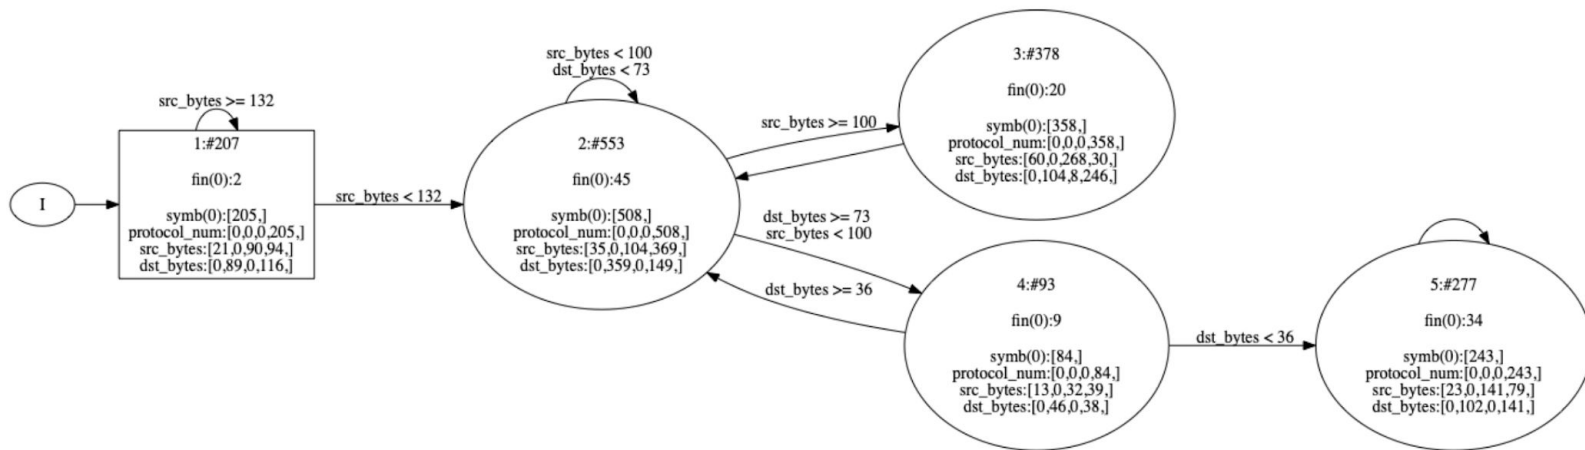 I
src_bytes >= 132
1:#207
fin(0):2
symb(0):[205,]
protocol_num:[0,0,0,205,]
src_bytes:[21,0,90,94,]
dst_bytes:[0,89,0,116,]
src_bytes < 132
src_bytes < 100
dst_bytes < 73
2:#553
fin(0):45
symb(0):[508,]
protocol_num:[0,0,0,508,]
src_bytes:[35,0,104,369,]
dst_bytes:[0,359,0,149,]
src_bytes >= 100
3:#378
fin(0):20
symb(0):[358,]
protocol_num:[0,0,0,358,]
src_bytes:[60,0,268,30,]
dst_bytes:[0,104,8,246,]
dst_bytes >= 73
src_bytes < 100
dst_bytes >= 36
4:#93
fin(0):9
symb(0):[84,]
protocol_num:[0,0,0,84,]
src_bytes:[13,0,32,39,]
dst_bytes:[0,46,0,38,]
dst_bytes < 36
5:#277
fin(0):34
symb(0):[243,]
protocol_num:[0,0,0,243,]
src_bytes:[23,0,141,79,]
dst_bytes:[0,102,0,141,]